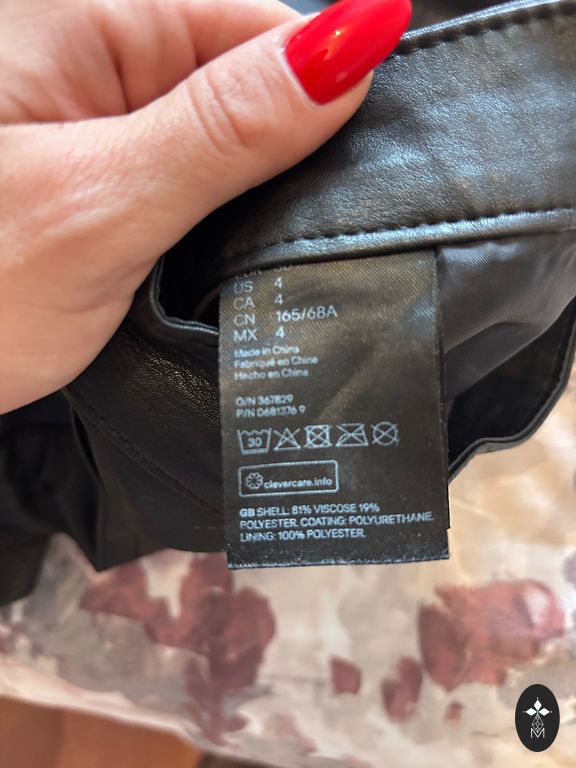 US 4
CA 4
CN 165/68A
MX 4
Made in China
Fabriqué en Chine
Hecho en China
O/N 367829
P/N 0681376 9
30
clevercare.info
GB SHELL: 81% VISCOSE 19%
POLYESTER. COATING: POLYURETHANE.
LINING: 100% POLYESTER.
M